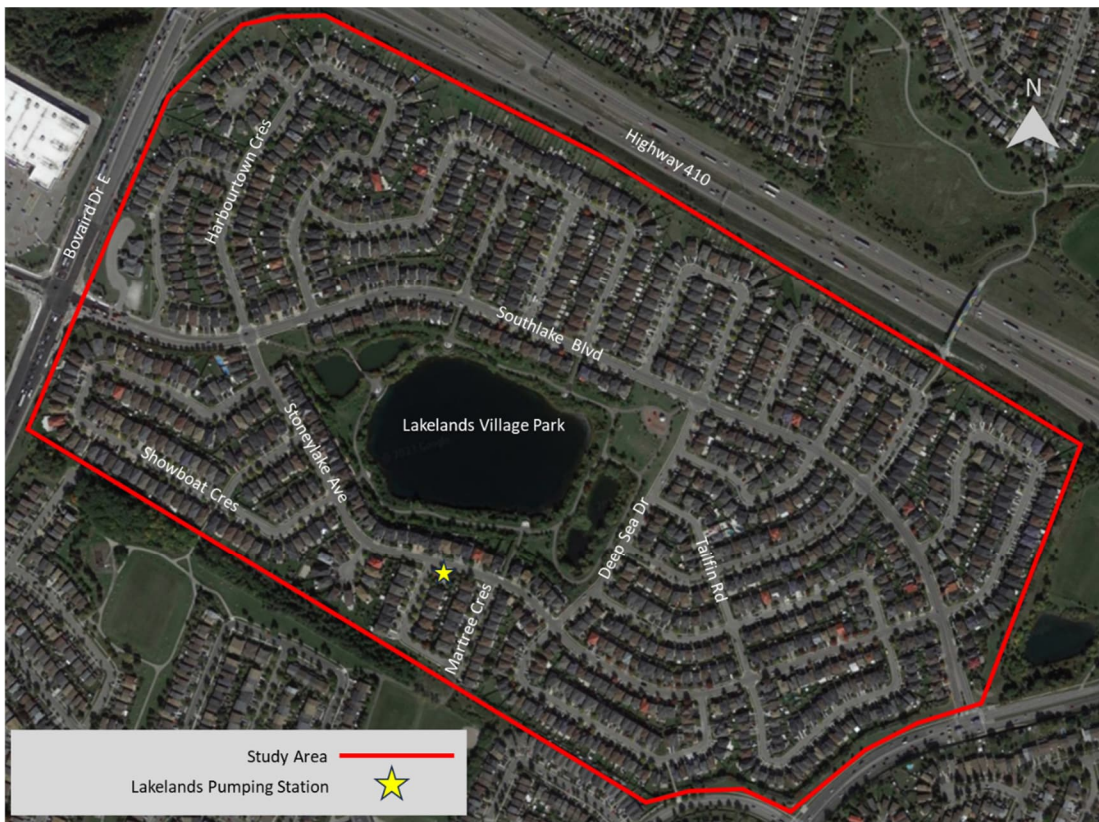 N
Highway 410
Harbourtown Cres
Bovaird Dr E
Southlake Blvd
Lakelands Village Park
Stoneylake Ave
Showboat Cres
Deep Sea Dr
Tailfin Rd
Martree Cres
Study Area
Lakelands Pumping Station